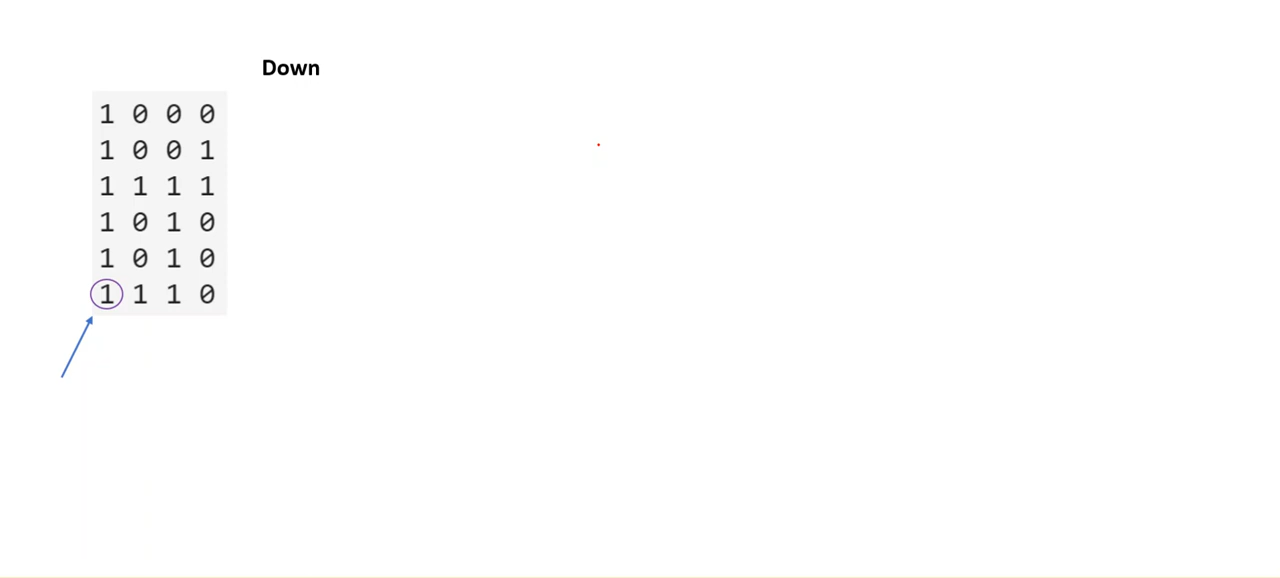 Down
1 0 0 0
1 0 0 1
1 1 1 1
1 0 1 0
1 0 1 0
1 1 1 0